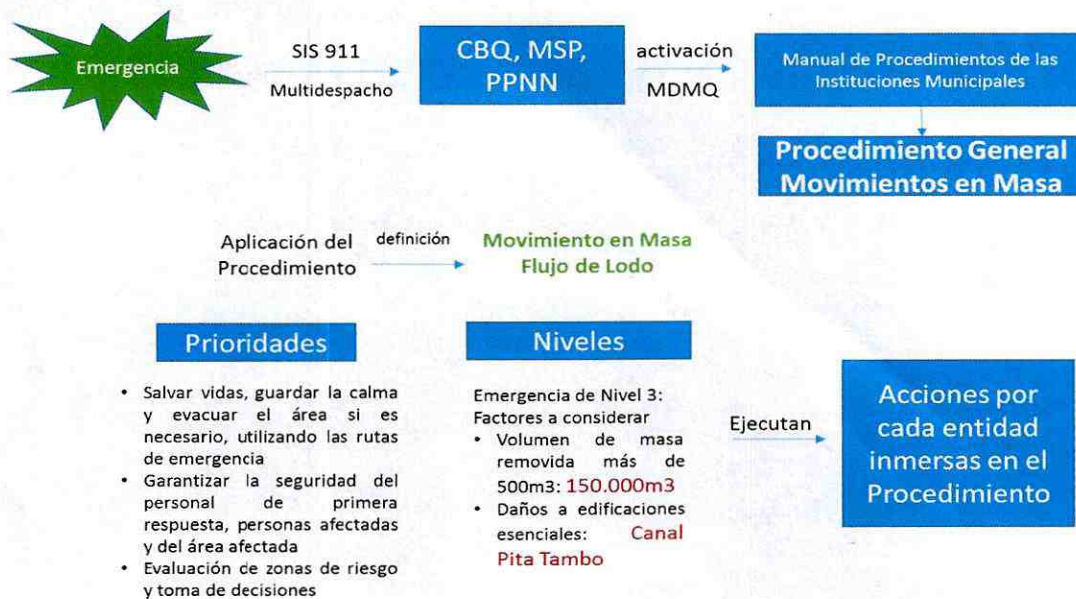 Emergencia
SIS 911
Multidespacho
CBQ, MSP,
PPNN
activación
MDMQ
Manual de Procedimientos de las
Instituciones Municipales
Procedimiento General
Movimientos en Masa
Aplicación del
Procedimiento
definición
Movimiento en Masa
Flujo de Lodo
Prioridades
• Salvar vidas, guardar la calma
y evacuar el área si es
necesario, utilizando las rutas
de emergencia
• Garantizar la seguridad del
personal de primera
respuesta, personas afectadas
y del área afectada
• Evaluación de zonas de riesgo
y toma de decisiones
Niveles
Emergencia de Nivel 3:
Factores a considerar
• Volumen de masa
removida más de
500m3: 150.000m3
• Daños a edificaciones
esenciales: Canal
Pita Tambo
Ejecutan
Acciones por
cada entidad
inmersas en el
Procedimiento